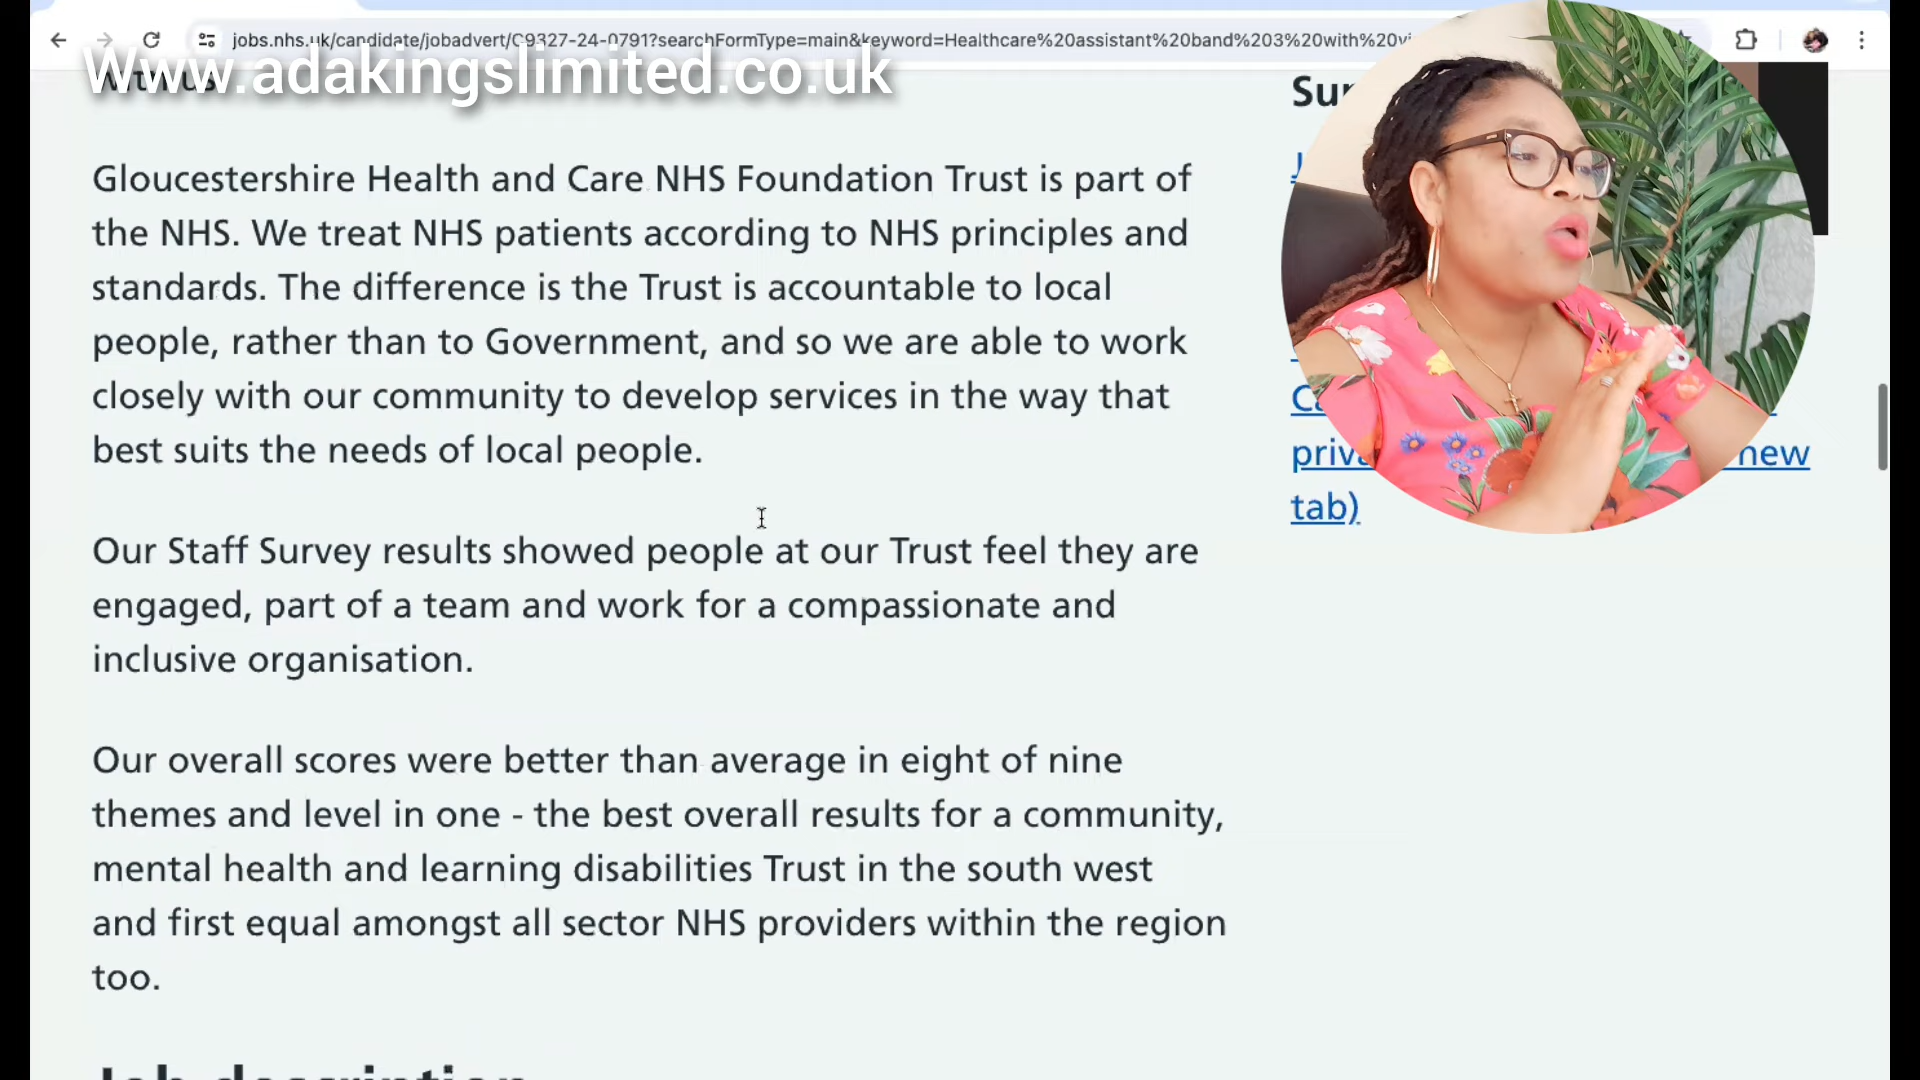 jobs.nhs.uk/candidate/jobadvert/C9327-24-0791?searchFormType=main&keyword=Healthcare%20assistant%20band%203%20with%20vi
Www.adakingslimited.co.uk
Gloucestershire Health and Care NHS Foundation Trust is part of
the NHS. We treat NHS patients according to NHS principles and
standards. The difference is the Trust is accountable to local
people, rather than to Government, and so we are able to work
closely with our community to develop services in the way that
best suits the needs of local people.
Our Staff Survey results showed people at our Trust feel they are
engaged, part of a team and work for a compassionate and
inclusive organisation.
Our overall scores were better than average in eight of nine
themes and level in one - the best overall results for a community,
mental health and learning disabilities Trust in the south west
and first equal amongst all sector NHS providers within the region
too.
Job description
new
tab)